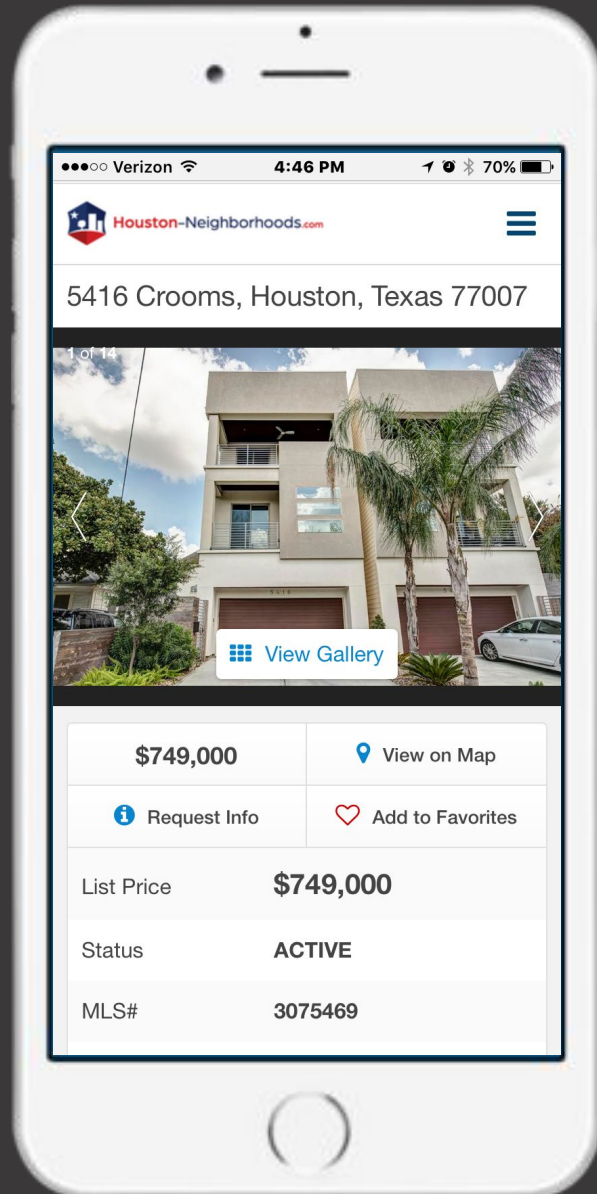 Verizon 4:46 PM 70%
Houston-Neighborhoods.com
5416 Crooms, Houston, Texas 77007
1 of 14
5416
View Gallery
$749,000 View on Map
Request Info Add to Favorites
List Price $749,000
Status ACTIVE
MLS# 3075469